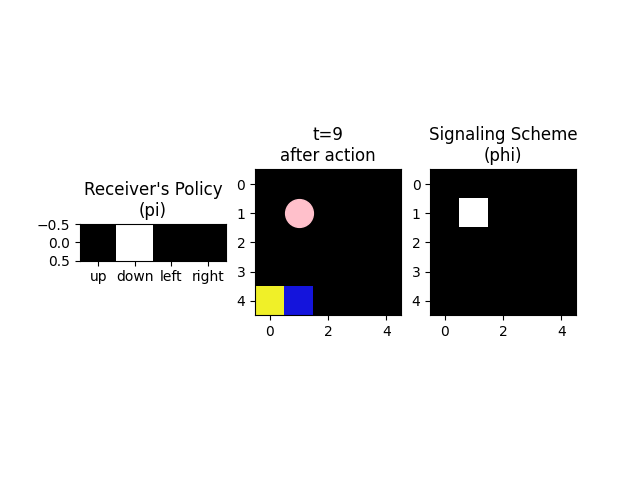 Receiver's Policy
(pi)
−0.5
0.0
0.5
up down left right
t=9
after action
0
1
2
3
4
0 2 4
Signaling Scheme
(phi)
0
1
2
3
4
0 2 4